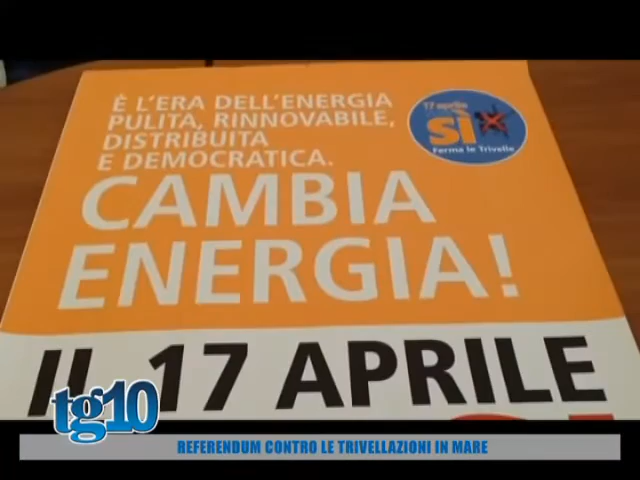 È L'ERA DELL'ENERGIA
PULITA, RINNOVABILE,
DISTRIBUITA
E DEMOCRATICA.
CAMBIA
ENERGIA!
17 aprile
SÌ
Ferma le Trivelle
IL 17 APRILE
tg10
REFERENDUM CONTRO LE TRIVELLAZIONI IN MARE